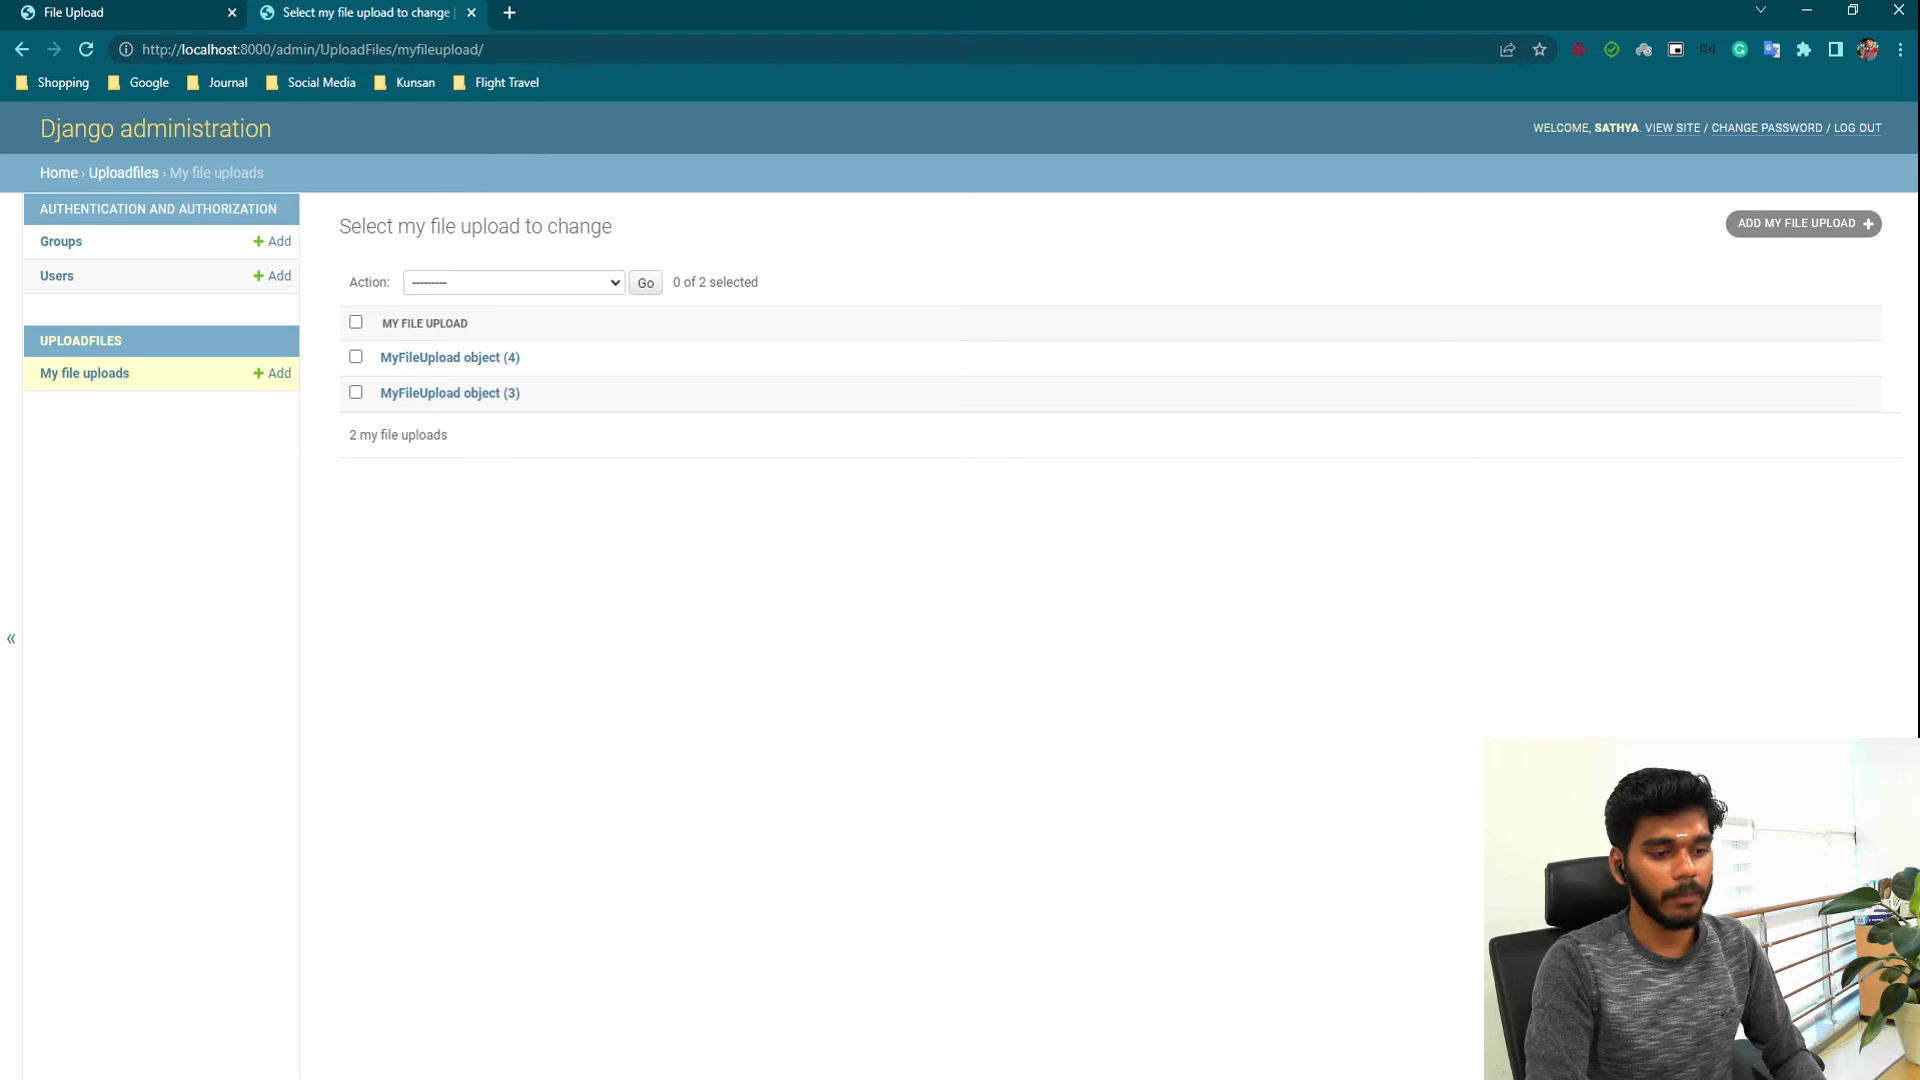 File Upload
Select my file upload to change |
http://localhost:8000/admin/UploadFiles/myfileupload/
Shopping
Google
Journal
Social Media
Kunsan
Flight Travel
Django administration
WELCOME, SATHYA. VIEW SITE / CHANGE PASSWORD / LOG OUT
Home › Uploadfiles › My file uploads
AUTHENTICATION AND AUTHORIZATION
Groups
Add
Users
Add
UPLOADFILES
My file uploads
Add
Select my file upload to change
ADD MY FILE UPLOAD
Action:
---------
Go
0 of 2 selected
MY FILE UPLOAD
MyFileUpload object (4)
MyFileUpload object (3)
2 my file uploads